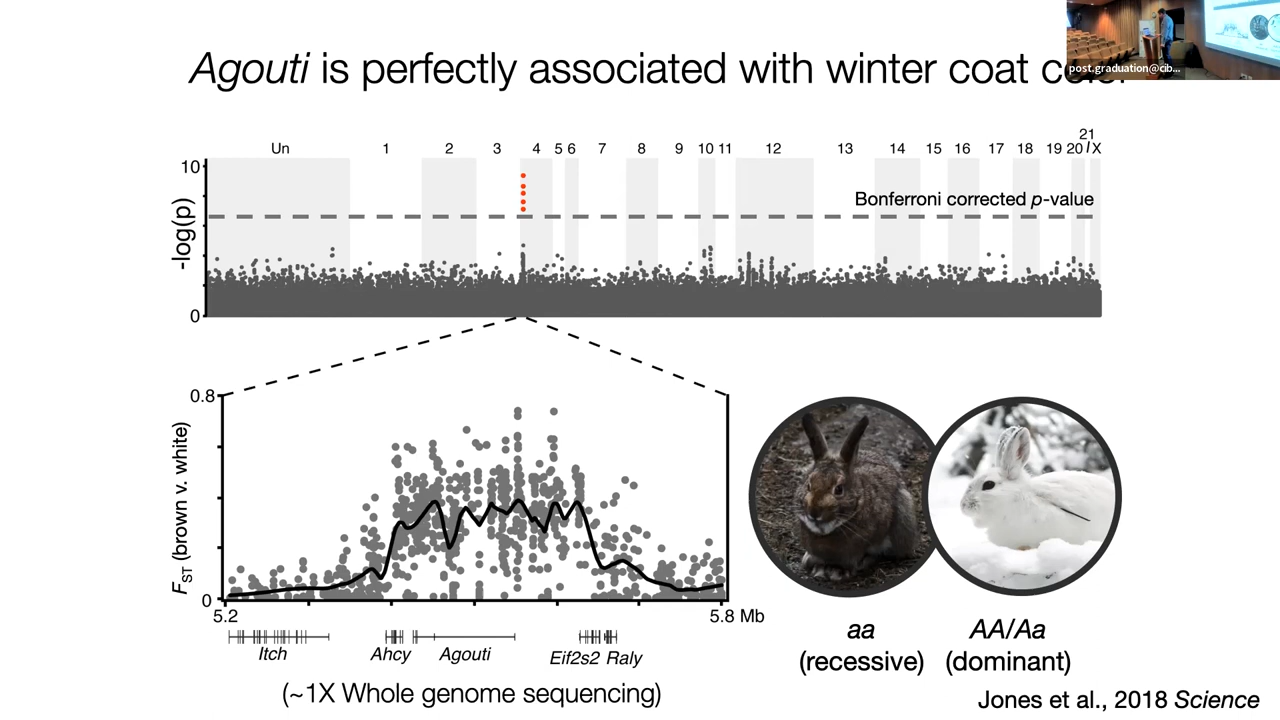 Agouti is perfectly associated with winter coat color
post.graduation@cib...
Un 1 2 3 4 5 6 7 8 9 10 11 12 13 14 15 16 17 18 19 20 21 / X
10
Bonferroni corrected p-value
-log(p)
0
0.8
FST (brown v. white)
0
5.2 5.8 Mb
Itch Ahcy Agouti Eif2s2 Raly
(~1X Whole genome sequencing)
aa AA/Aa
(recessive) (dominant)
Jones et al., 2018 Science